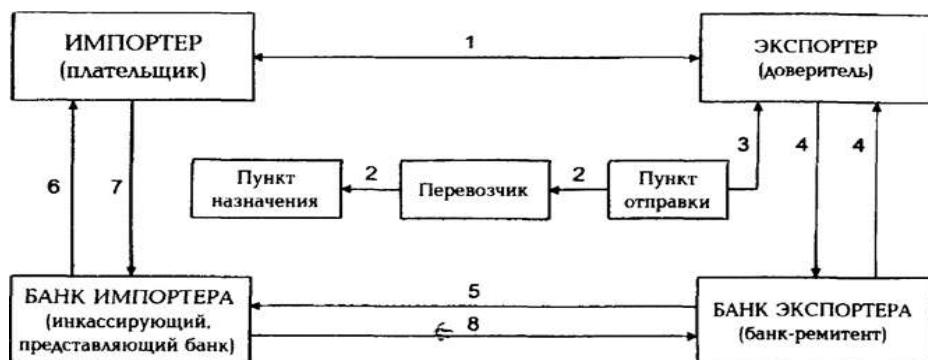 ИМПОРТЕР
(плательщик)
1
ЭКСПОРТЕР
(доверитель)
6
7
Пункт
назначения
2
Перевозчик
2
Пункт
отправки
3
4
4
БАНК ИМПОРТЕРА
(инкассирующий,
представляющий банк)
5
8
БАНК ЭКСПОРТЕРА
(банк-ремитент)